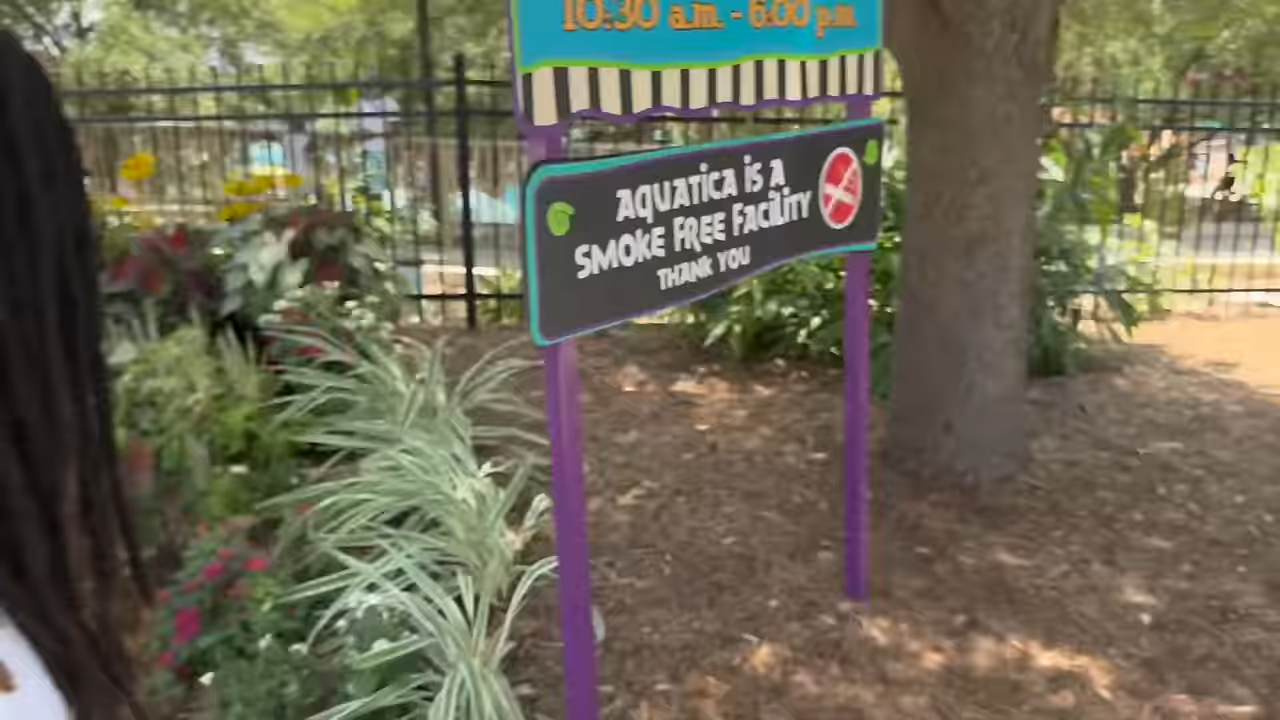 10:30 a.m. - 6:00 p.m.
AQUATICA IS A
SMOKE FREE FACILITY
THANK YOU